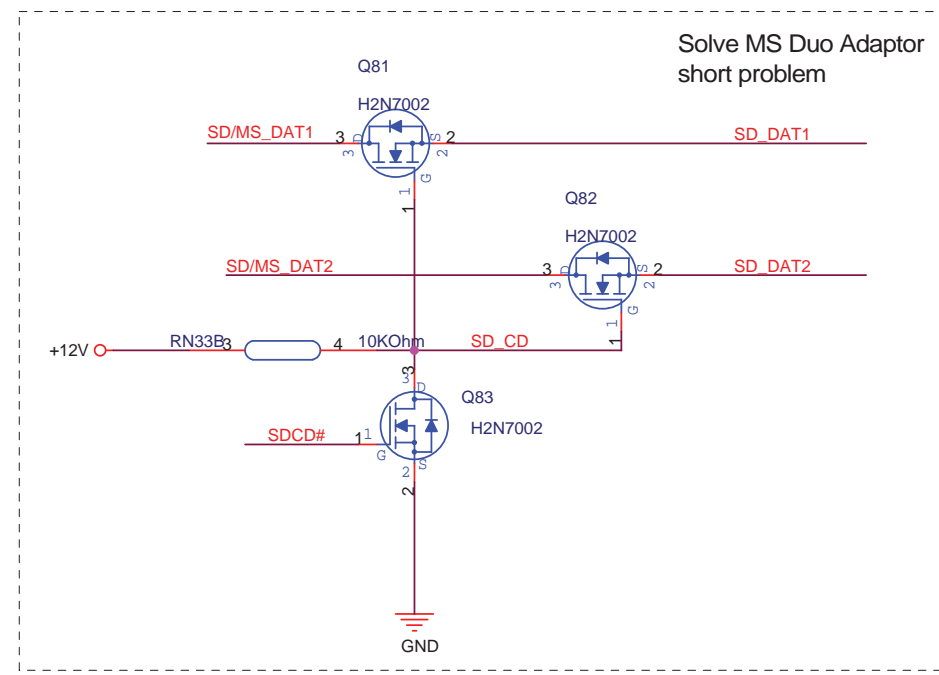 Solve MS Duo Adaptor
short problem
Q81
H2N7002
SD/MS_DAT1
3
D
3
S
2
2
SD_DAT1
G
1
1
Q82
H2N7002
SD/MS_DAT2
3
D
3
S
2
2
SD_DAT2
G
1
1
+12V
RN33B
3
4
10KOhm
SD_CD
3
3
D
Q83
H2N7002
SDCD#
1
1
G
2
S
2
GND